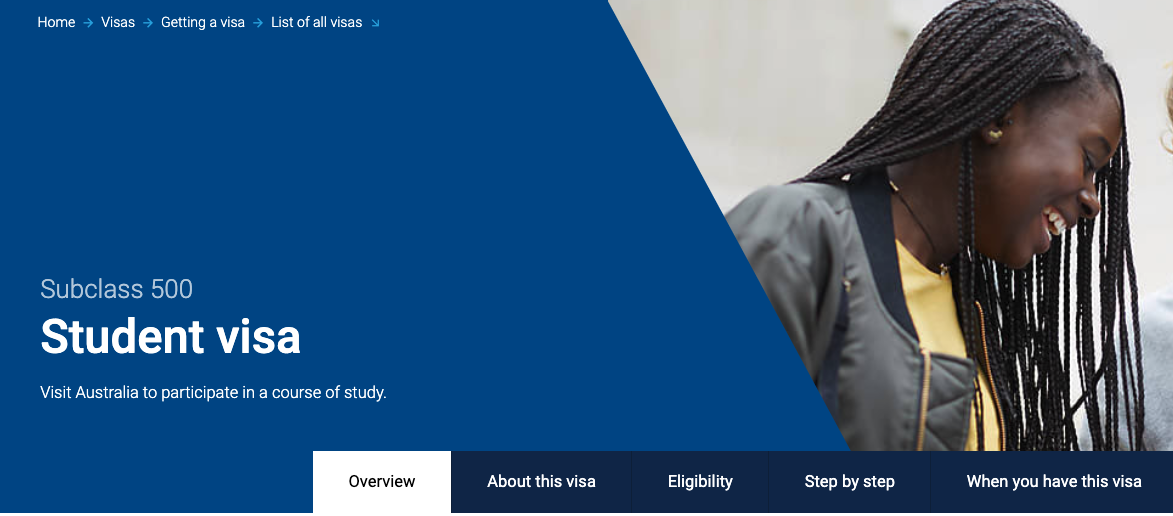 Home → Visas → Getting a visa → List of all visas ↘
Subclass 500
Student visa
Visit Australia to participate in a course of study.
Overview About this visa Eligibility Step by step When you have this visa